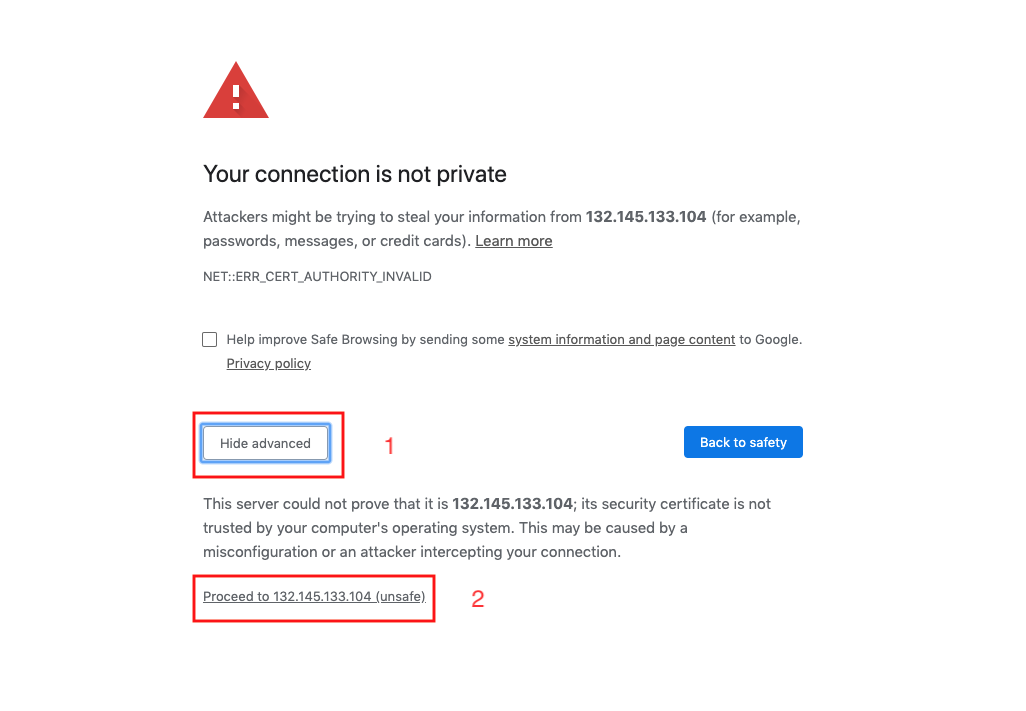 Your connection is not private
Attackers might be trying to steal your information from 132.145.133.104 (for example,
passwords, messages, or credit cards). Learn more
NET::ERR_CERT_AUTHORITY_INVALID
Help improve Safe Browsing by sending some system information and page content to Google.
Privacy policy
Hide advanced
1
Back to safety
This server could not prove that it is 132.145.133.104; its security certificate is not
trusted by your computer's operating system. This may be caused by a
misconfiguration or an attacker intercepting your connection.
Proceed to 132.145.133.104 (unsafe)
2